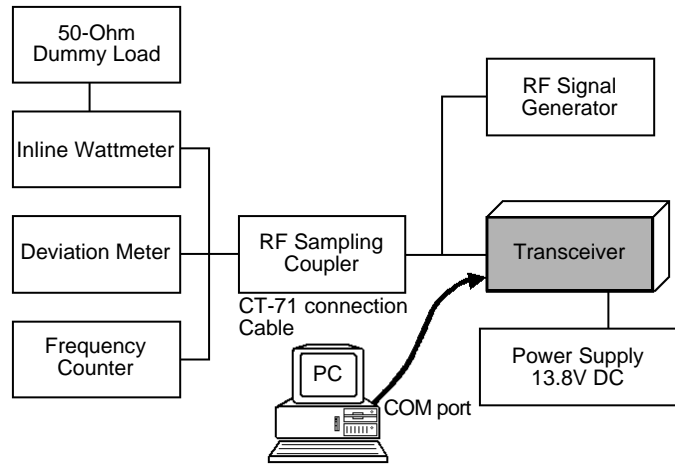 50-Ohm
Dummy Load
RF Signal
Generator
Inline Wattmeter
Deviation Meter
RF Sampling
Coupler
Transceiver
CT-71 connection
Cable
Frequency
Counter
PC
COM port
Power Supply
13.8V DC